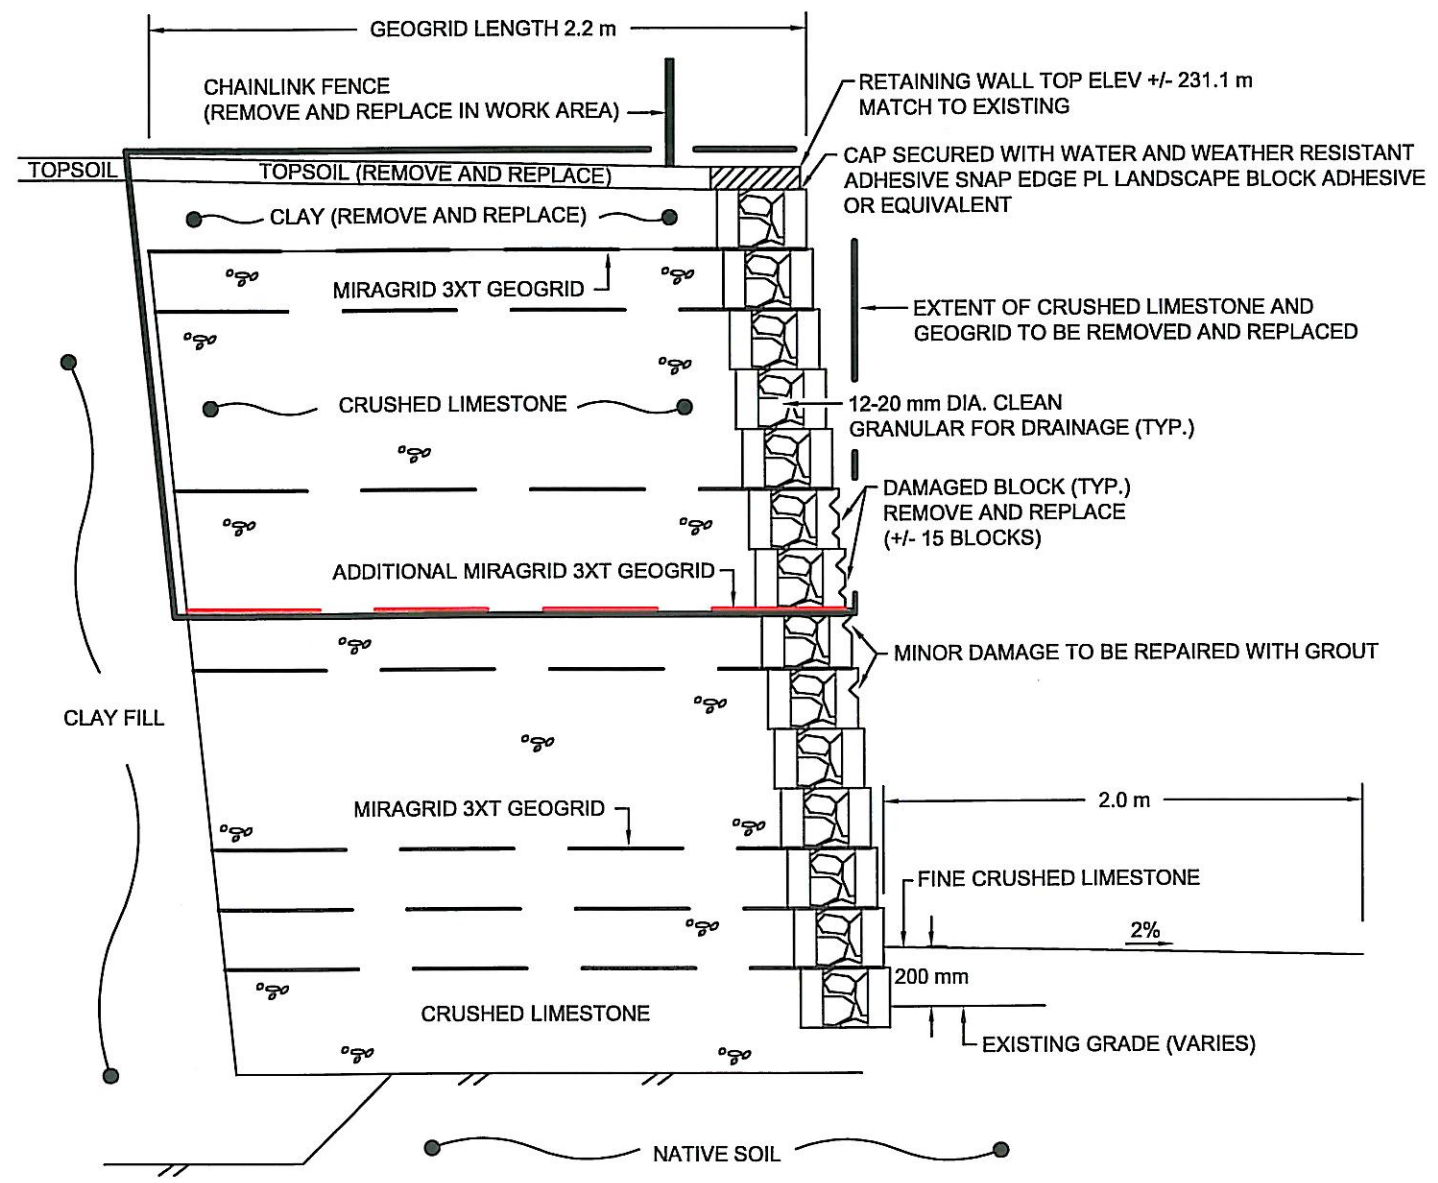 GEOGRID LENGTH 2.2 m
CHAINLINK FENCE
(REMOVE AND REPLACE IN WORK AREA)
RETAINING WALL TOP ELEV +/- 231.1 m
MATCH TO EXISTING
CAP SECURED WITH WATER AND WEATHER RESISTANT
ADHESIVE SNAP EDGE PL LANDSCAPE BLOCK ADHESIVE
OR EQUIVALENT
TOPSOIL
TOPSOIL (REMOVE AND REPLACE)
CLAY (REMOVE AND REPLACE)
MIRAGRID 3XT GEOGRID
EXTENT OF CRUSHED LIMESTONE AND
GEOGRID TO BE REMOVED AND REPLACED
CRUSHED LIMESTONE
12-20 mm DIA. CLEAN
GRANULAR FOR DRAINAGE (TYP.)
DAMAGED BLOCK (TYP.)
REMOVE AND REPLACE
(+/- 15 BLOCKS)
ADDITIONAL MIRAGRID 3XT GEOGRID
MINOR DAMAGE TO BE REPAIRED WITH GROUT
CLAY FILL
MIRAGRID 3XT GEOGRID
2.0 m
FINE CRUSHED LIMESTONE
2%
200 mm
CRUSHED LIMESTONE
EXISTING GRADE (VARIES)
NATIVE SOIL